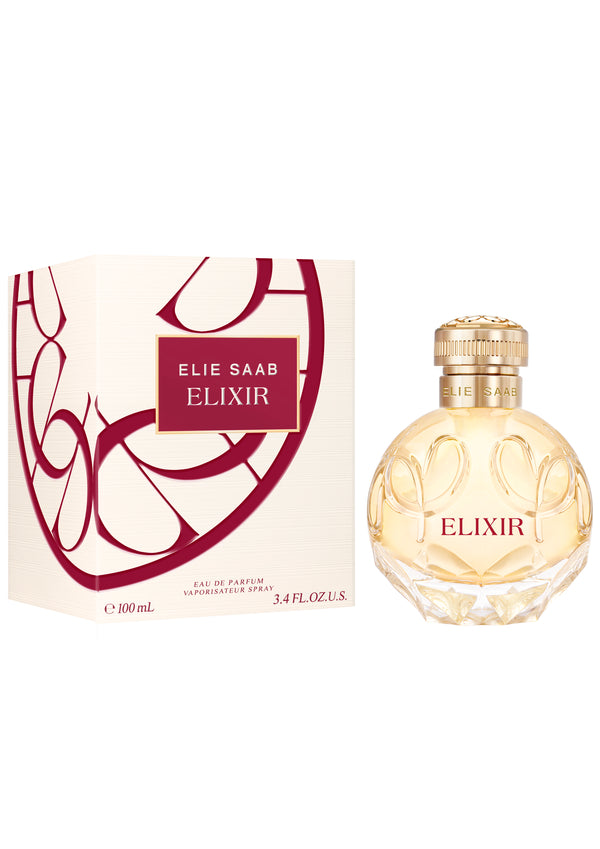 ELIE SAAB
ELIXIR
EAU DE PARFUM
VAPORISATEUR SPRAY
℮ 100 mL
3.4 FL.OZ.U.S.
ELIE SAAB
ELIXIR